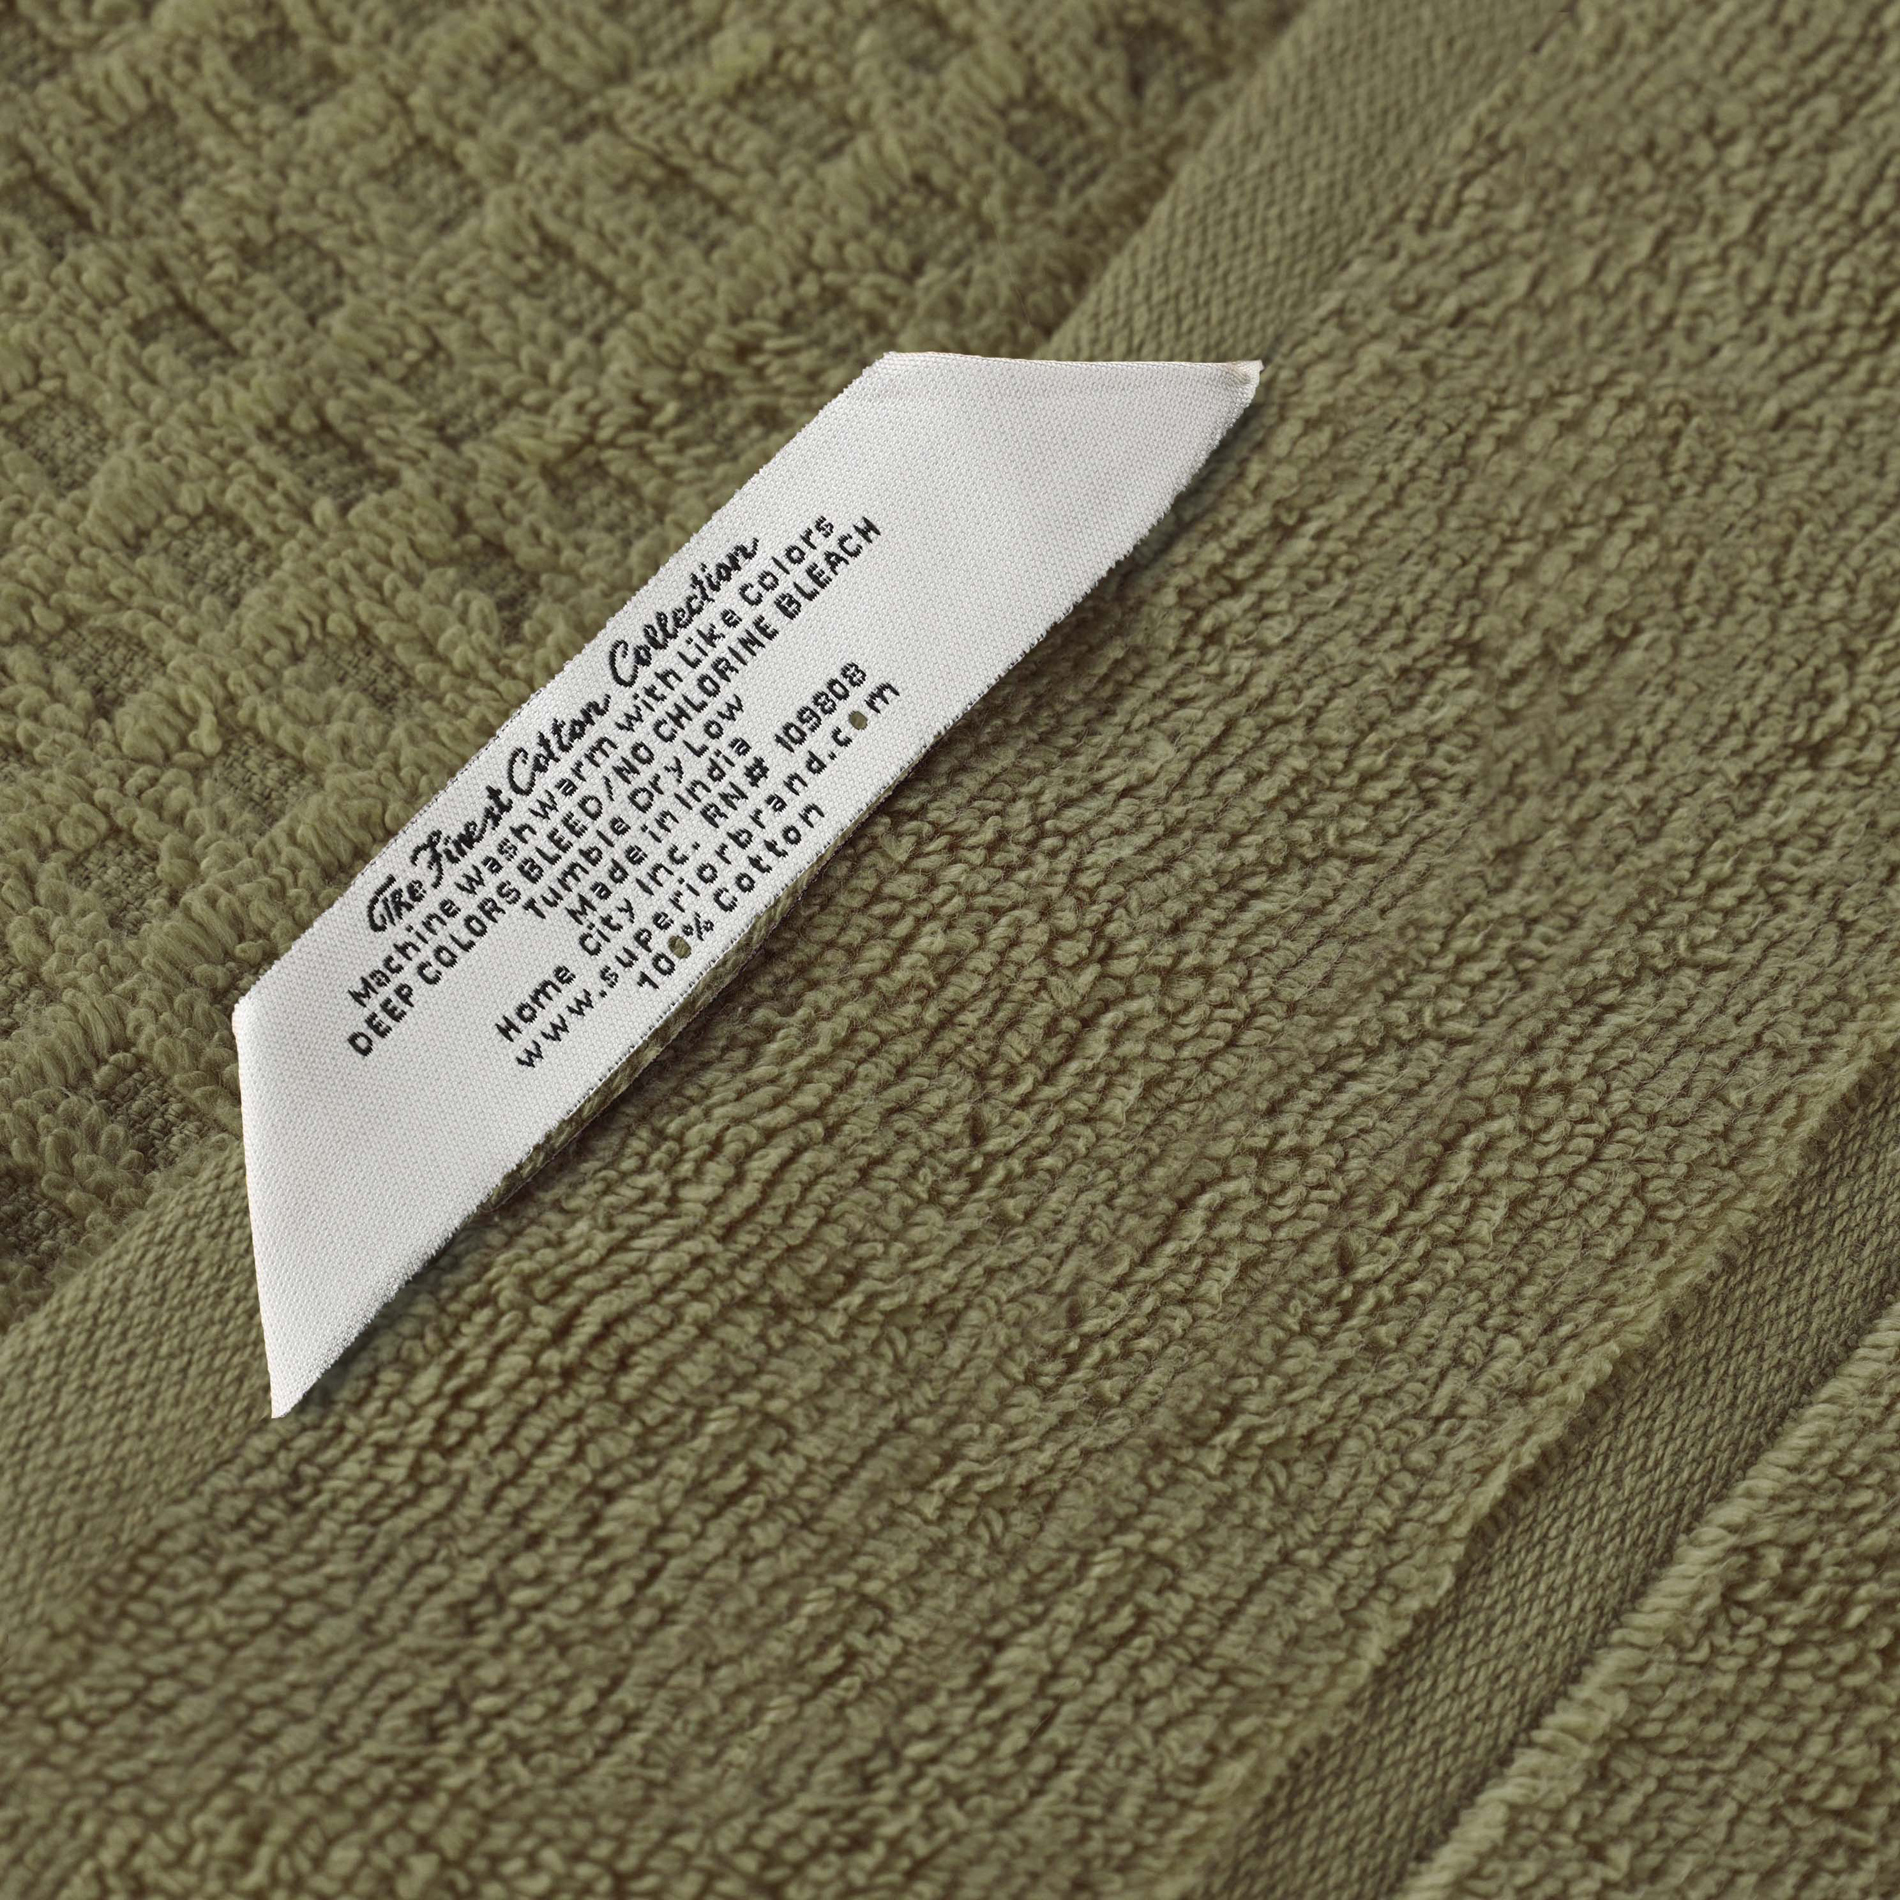 The Finest Cotton Collection
Machine Wash Warm with Like Colors
DEEP COLORS BLEED/NO CHLORINE BLEACH
Tumble Dry Low
Made in India
Home City Inc. RN# 109808
www.superiorbrand.com
100% Cotton